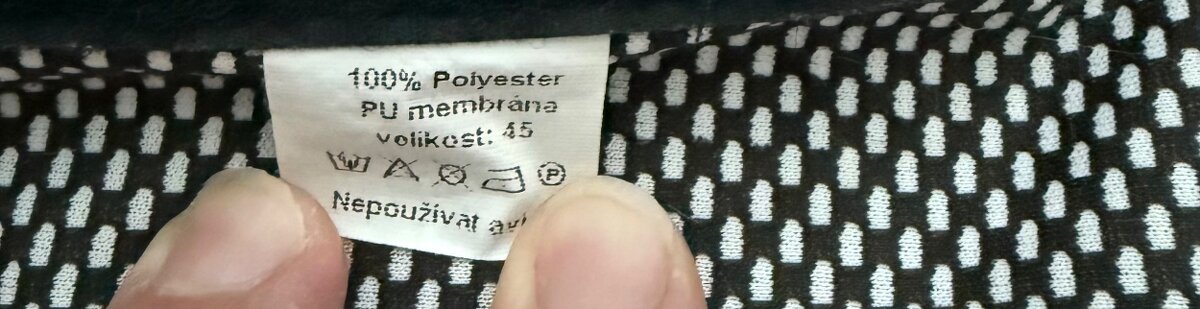 100% Polyester
PU membrána
velikost: 45
P
Nepoužívat